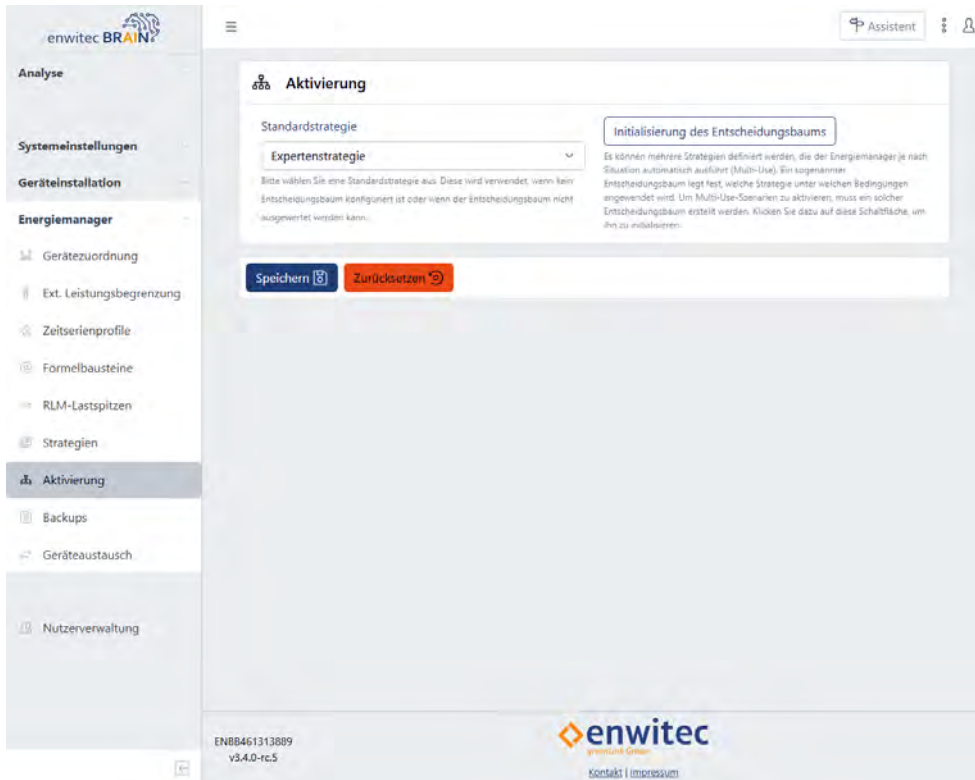 enwitec BRAIN
Assistent
Analyse
Systemeinstellungen
Geräteinstallation
Energiemanager
Gerätezuordnung
Ext. Leistungsbegrenzung
Zeitserienprofile
Formelbausteine
RLM-Lastspitzen
Strategien
Aktivierung
Backups
Geräteaustausch
Nutzerverwaltung
Aktivierung
Standardstrategie
Expertenstrategie
Bitte wählen Sie eine Standardstrategie aus. Diese wird verwendet, wenn kein
Entscheidungsbaum konfiguriert ist oder wenn der Entscheidungsbaum nicht
ausgewertet werden kann.
Initialisierung des Entscheidungsbaums
Es können mehrere Strategien definiert werden, die der Energiemanager je nach
Situation automatisch ausführt (Multi-Use). Ein sogenannter
Entscheidungsbaum legt fest, welche Strategie unter welchen Bedingungen
angewendet wird. Um Multi-Use-Szenarien zu aktivieren, muss ein solcher
Entscheidungsbaum erstellt werden. Klicken Sie dazu auf diese Schaltfläche, um
ihn zu initialisieren.
Speichern
Zurücksetzen
ENBB461313889
v3.4.0-rc.5
enwitec
premium GmbH
Kontakt | Impressum